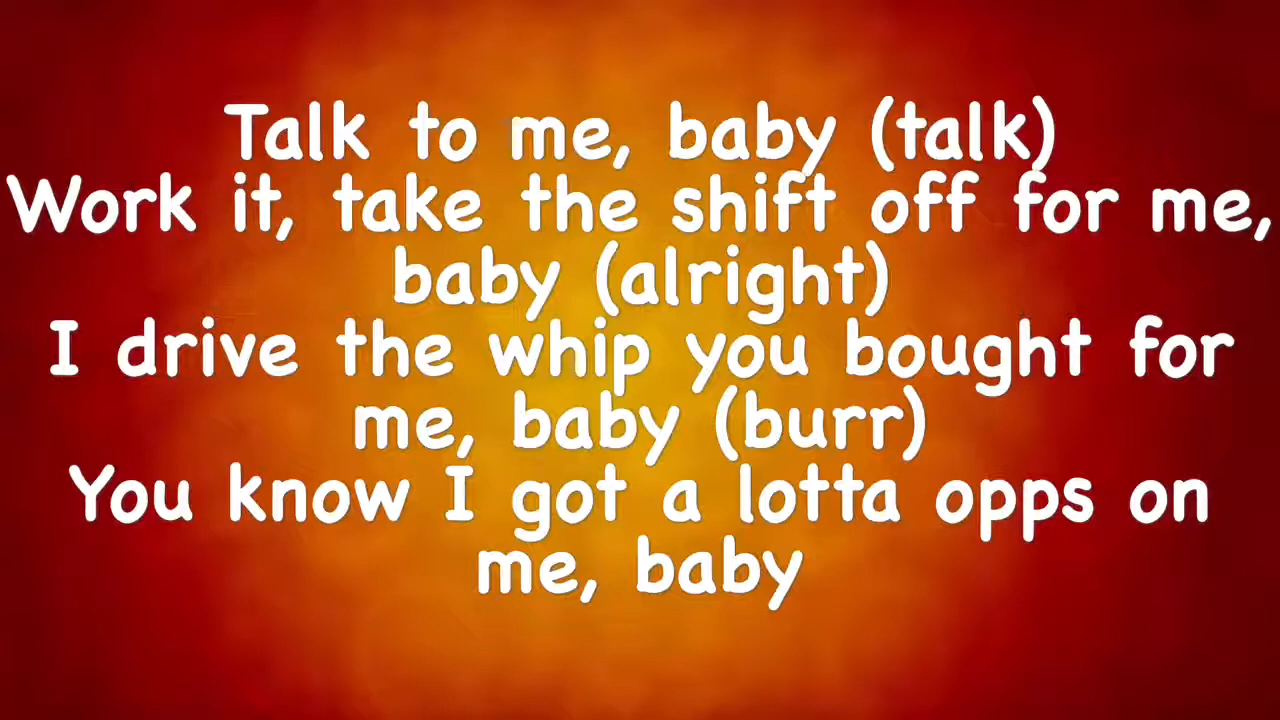 Talk to me, baby (talk)
Work it, take the shift off for me,
baby (alright)
I drive the whip you bought for
me, baby (burr)
You know I got a lotta opps on
me, baby